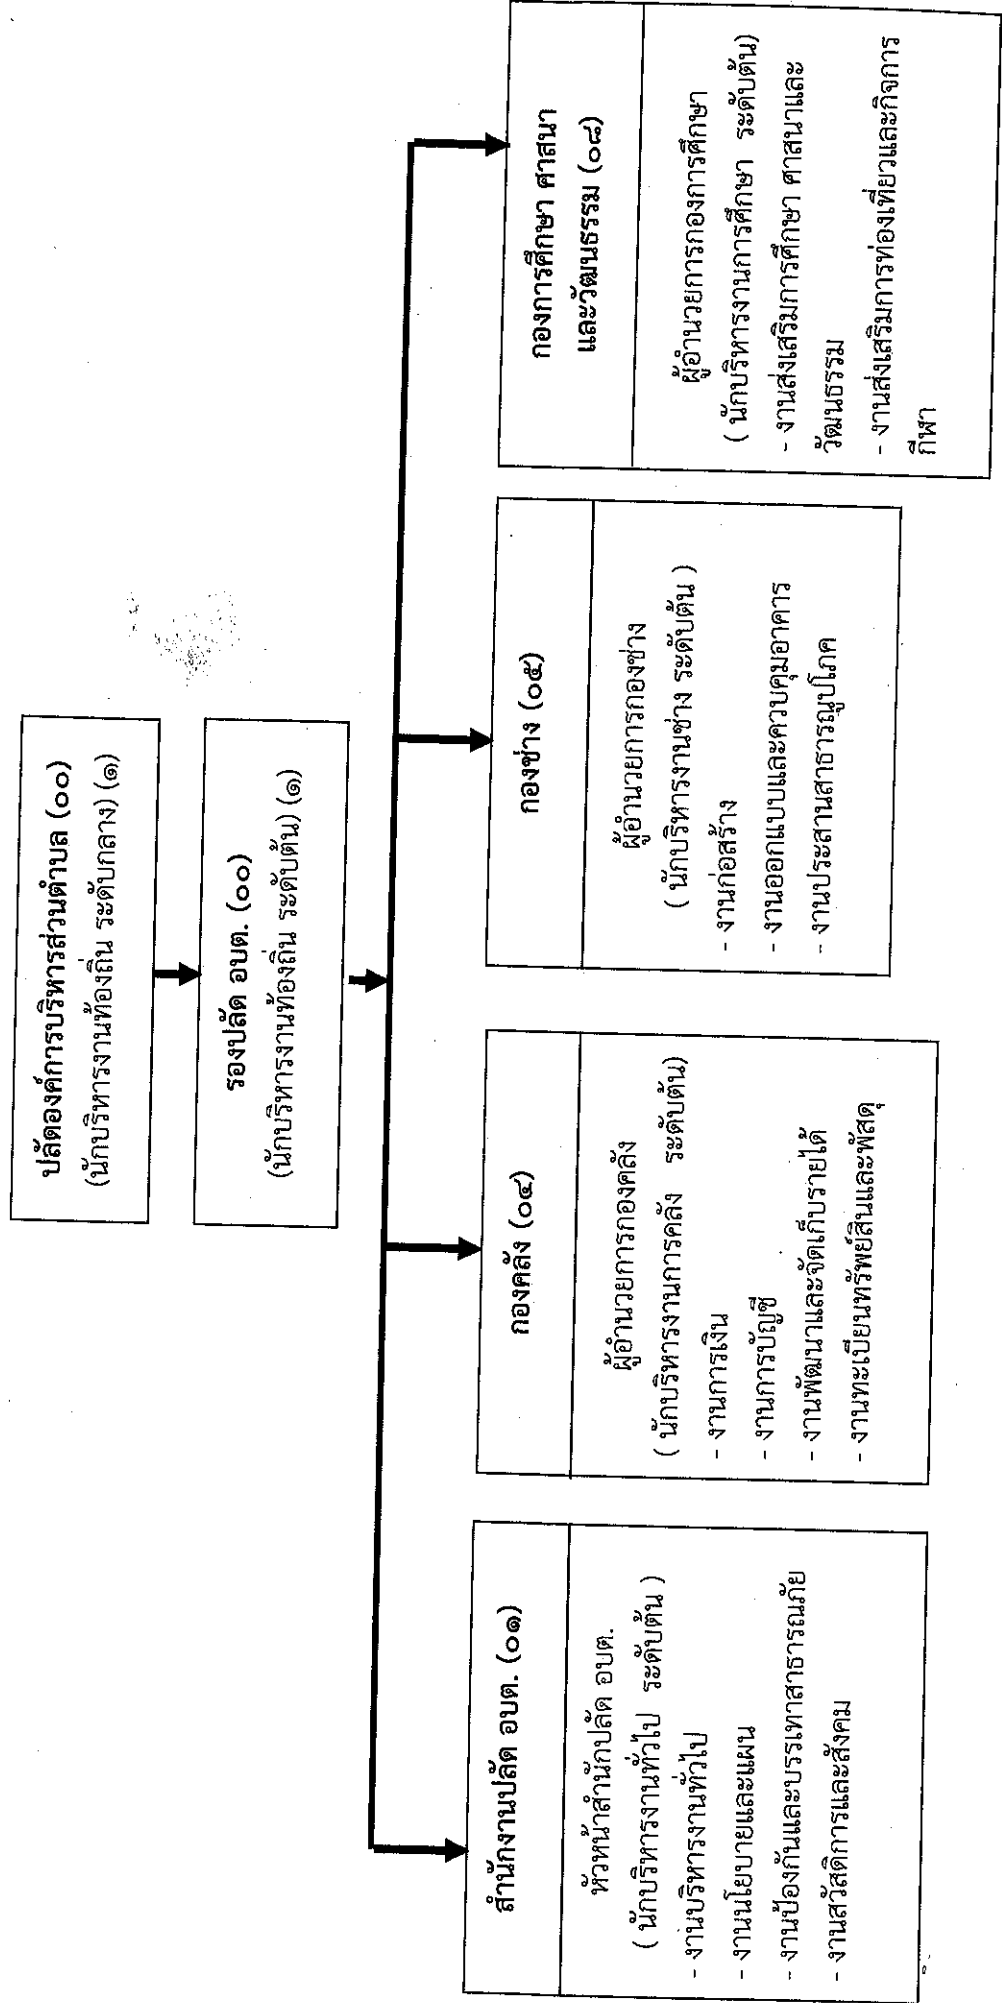 ปลัดองค์การบริหารส่วนตำบล (๐๐)
(นักบริหารงานท้องถิ่น ระดับกลาง) (๑)
รองปลัด อบต. (๐๐)
(นักบริหารงานท้องถิ่น ระดับต้น) (๑)
สำนักงานปลัด อบต. (๐๑)
หัวหน้าสำนักปลัด อบต.
( นักบริหารงานทั่วไป ระดับต้น )
- งานบริหารงานทั่วไป
- งานนโยบายและแผน
- งานป้องกันและบรรเทาสาธารณภัย
- งานสวัสดิการและสังคม
กองคลัง (๐๔)
ผู้อำนวยการกองคลัง
( นักบริหารงานการคลัง ระดับต้น)
- งานการเงิน
- งานการบัญชี
- งานพัฒนาและจัดเก็บรายได้
- งานทะเบียนทรัพย์สินและพัสดุ
กองช่าง (๐๕)
ผู้อำนวยการกองช่าง
( นักบริหารงานช่าง ระดับต้น )
- งานก่อสร้าง
- งานออกแบบและควบคุมอาคาร
- งานประสานสาธารณูปโภค
กองการศึกษา ศาสนา
และวัฒนธรรม (๐๘)
ผู้อำนวยการกองการศึกษา
( นักบริหารงานการศึกษา ระดับต้น)
- งานส่งเสริมการศึกษา ศาสนาและ
วัฒนธรรม
- งานส่งเสริมการท่องเที่ยวและกิจการ
กีฬา